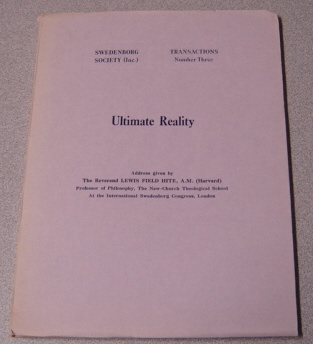 SWEDENBORG TRANSACTIONS
SOCIETY (Inc.) Number Three
Ultimate Reality
Address given by
The Reverend LEWIS FIELD HITE, A.M. (Harvard)
Professor of Philosophy, The New-Church Theological School
At the International Swedenborg Congress, London